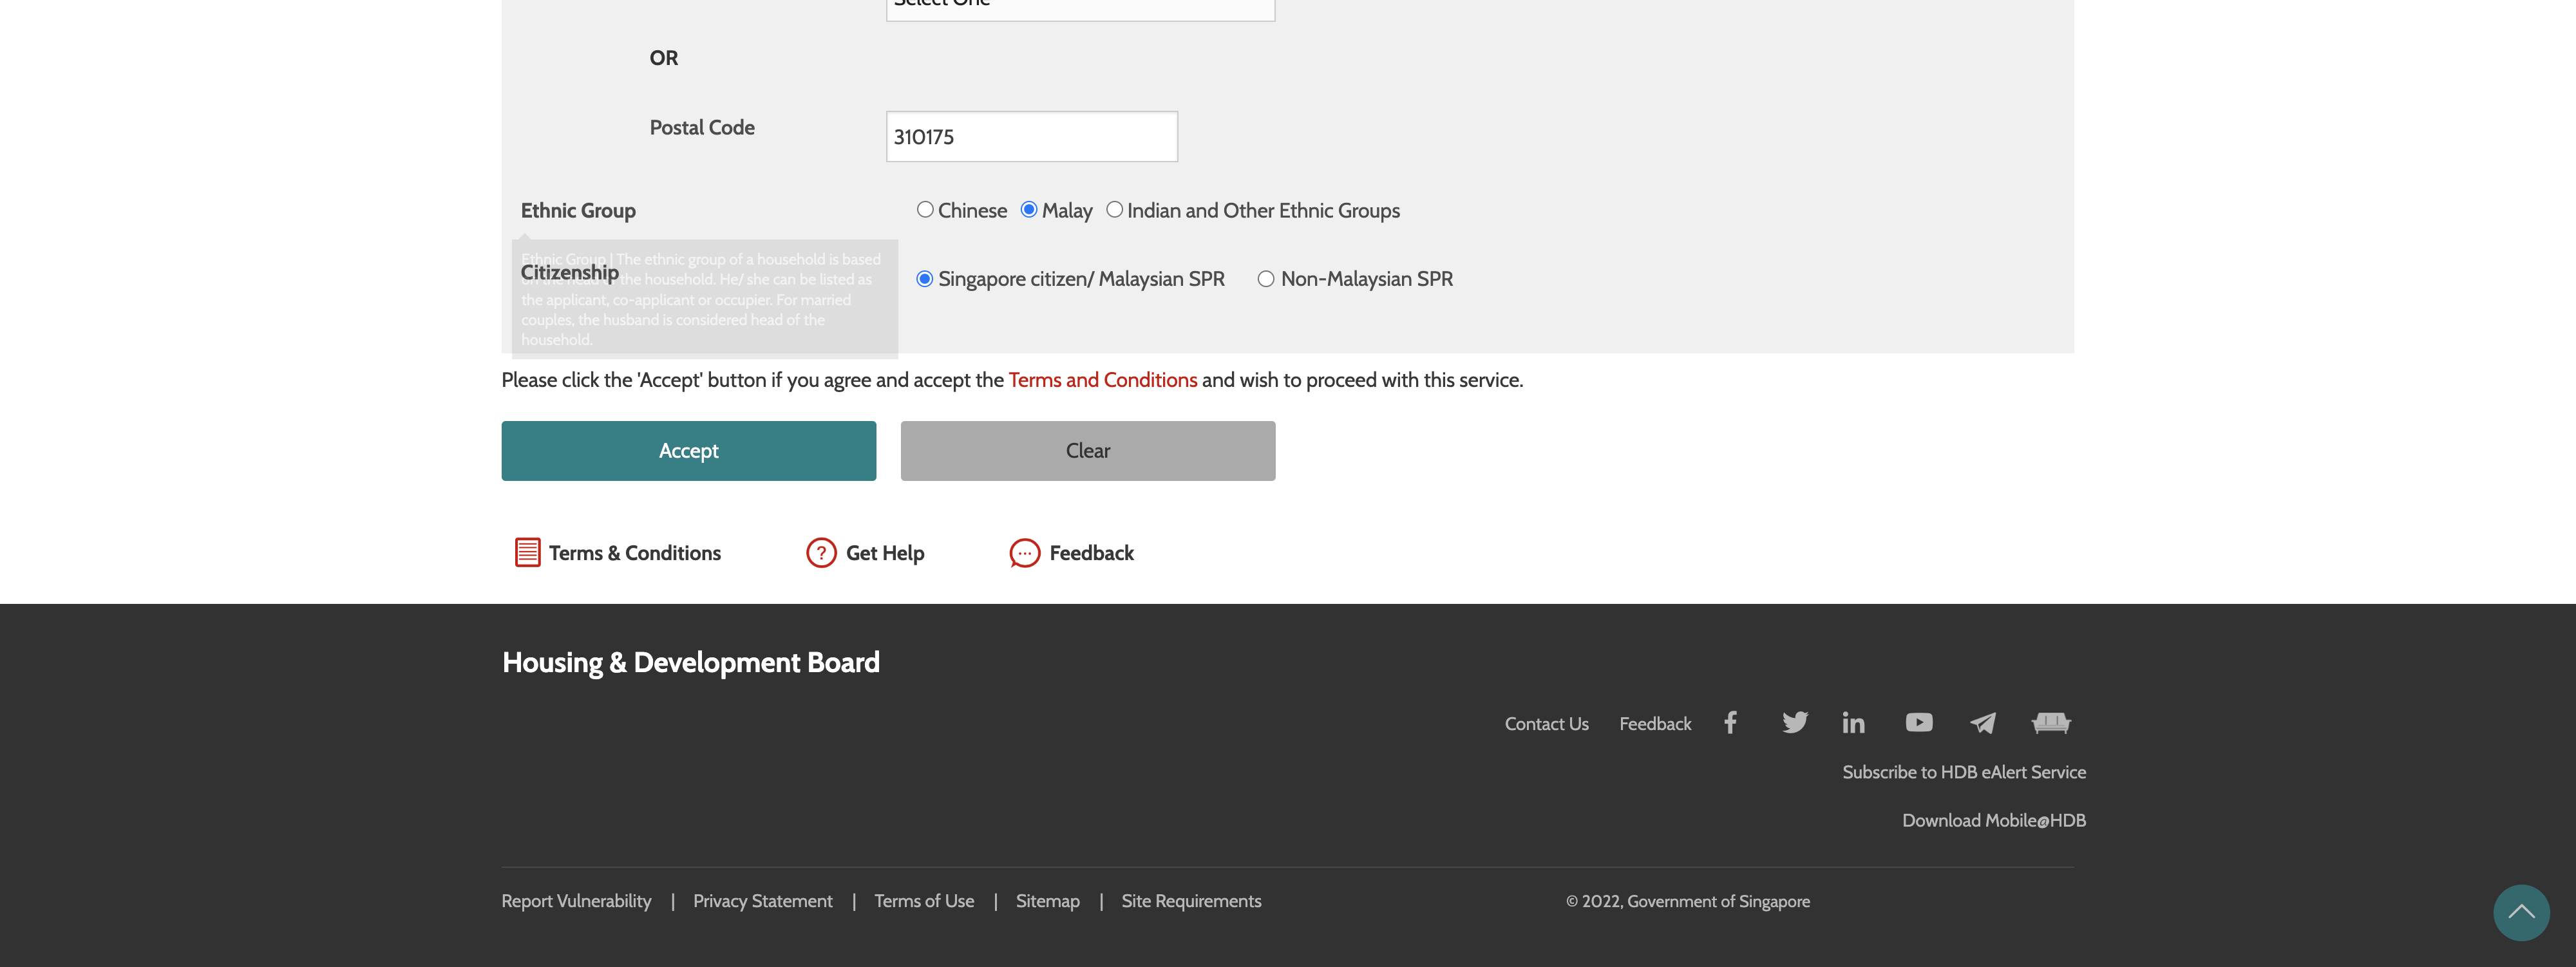 Select One
OR
Postal Code
310175
Ethnic Group
Chinese Malay Indian and Other Ethnic Groups
Ethnic Group | The ethnic group of a household is based
on the head of the household. He/ she can be listed as
the applicant, co-applicant or occupier. For married
couples, the husband is considered head of the
household.
Citizenship
Singapore citizen/ Malaysian SPR Non-Malaysian SPR
Please click the 'Accept' button if you agree and accept the Terms and Conditions and wish to proceed with this service.
Accept Clear
Terms & Conditions Get Help Feedback
Housing & Development Board
Contact Us Feedback
Subscribe to HDB eAlert Service
Download Mobile@HDB
Report Vulnerability | Privacy Statement | Terms of Use | Sitemap | Site Requirements © 2022, Government of Singapore